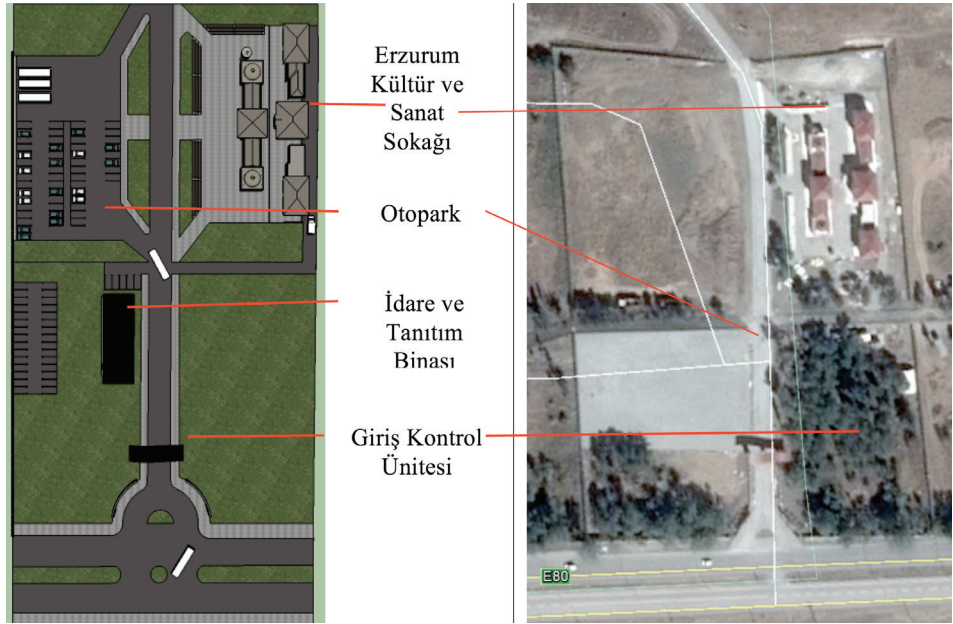 Erzurum
Kültür ve
Sanat
Sokağı
Otopark
İdare ve
Tanıtım
Binası
Giriş Kontrol
Ünitesi
E80